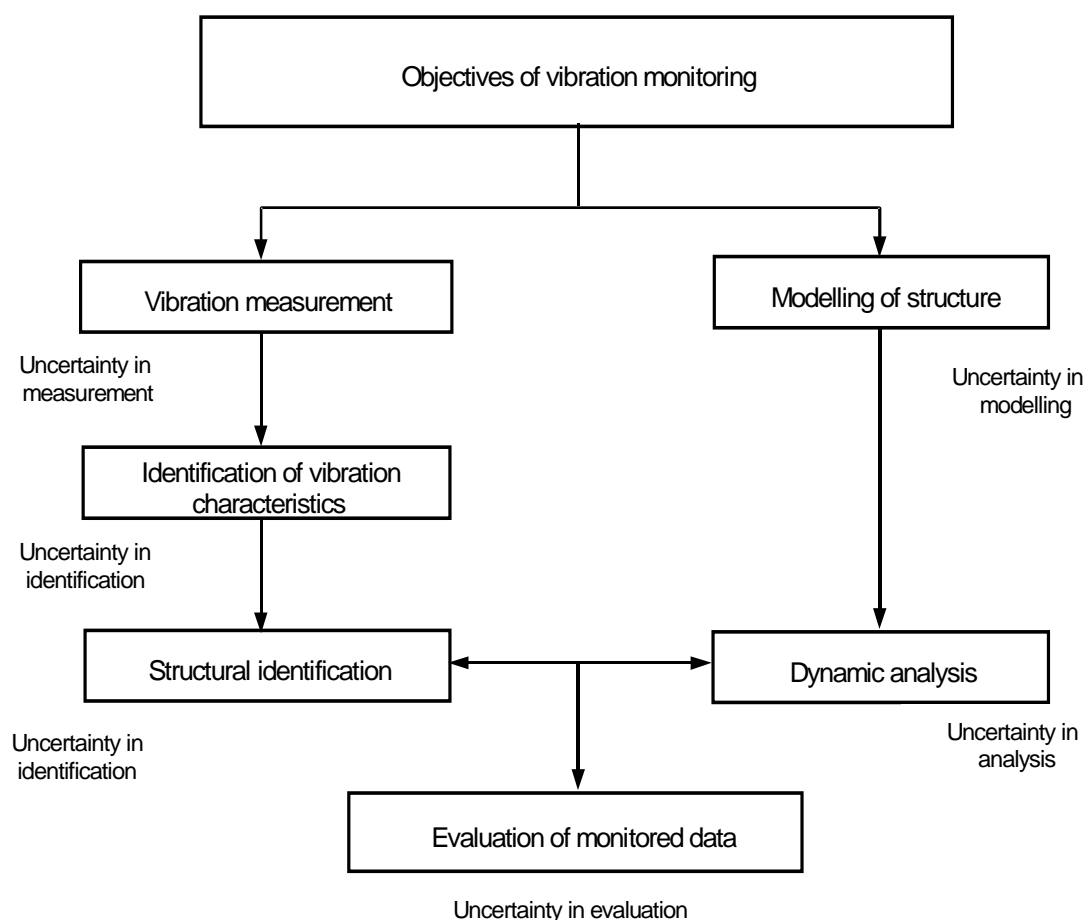 Objectives of vibration monitoring
Vibration measurement
Modelling of structure
Uncertainty in
measurement
Uncertainty in
modelling
Identification of vibration
characteristics
Uncertainty in
identification
Structural identification
Dynamic analysis
Uncertainty in
identification
Uncertainty in
analysis
Evaluation of monitored data
Uncertainty in evaluation